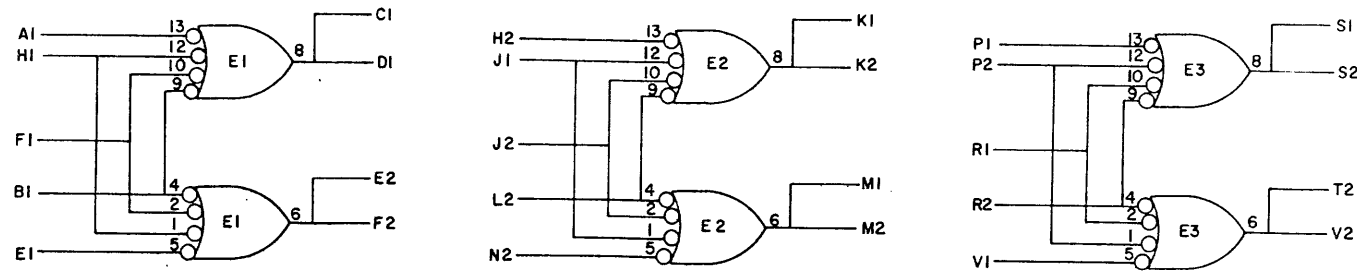 A1 13 C1
H1 12 E1 8 D1
10
9
F1
B1 4 E2
2 E1 6 F2
1
E1 5
H2 13 K1
J1 12 E2 8 K2
10
9
J2
L2 4 M1
2 E2 6 M2
1
N2 5
P1 13 S1
P2 12 E3 8 S2
10
9
R1
R2 4 T2
2 E3 6 V2
1
V1 5